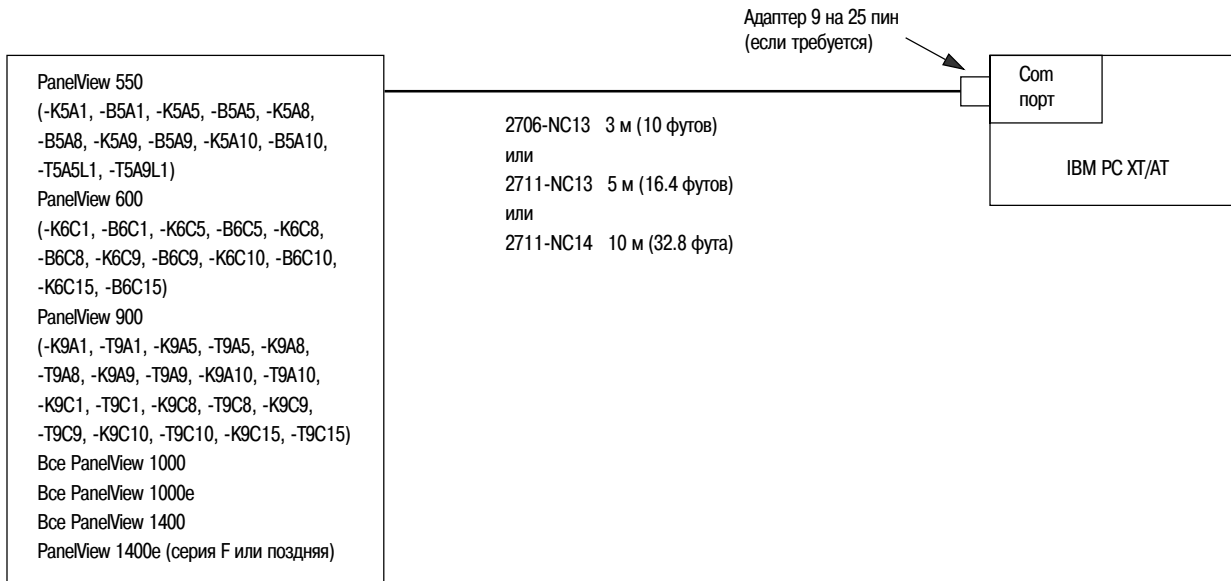 Адаптер 9 на 25 пин
(если требуется)
PanelView 550
(-K5A1, -B5A1, -K5A5, -B5A5, -K5A8,
-B5A8, -K5A9, -B5A9, -K5A10, -B5A10,
-T5A5L1, -T5A9L1)
PanelView 600
(-K6C1, -B6C1, -K6C5, -B6C5, -K6C8,
-B6C8, -K6C9, -B6C9, -K6C10, -B6C10,
-K6C15, -B6C15)
PanelView 900
(-K9A1, -T9A1, -K9A5, -T9A5, -K9A8,
-T9A8, -K9A9, -T9A9, -K9A10, -T9A10,
-K9C1, -T9C1, -K9C8, -T9C8, -K9C9,
-T9C9, -K9C10, -T9C10, -K9C15, -T9C15)
Все PanelView 1000
Все PanelView 1000e
Все PanelView 1400
PanelView 1400e (серия F или поздняя)
2706-NC13 3 м (10 футов)
или
2711-NC13 5 м (16.4 футов)
или
2711-NC14 10 м (32.8 фута)
Com
порт
IBM PC XT/AT